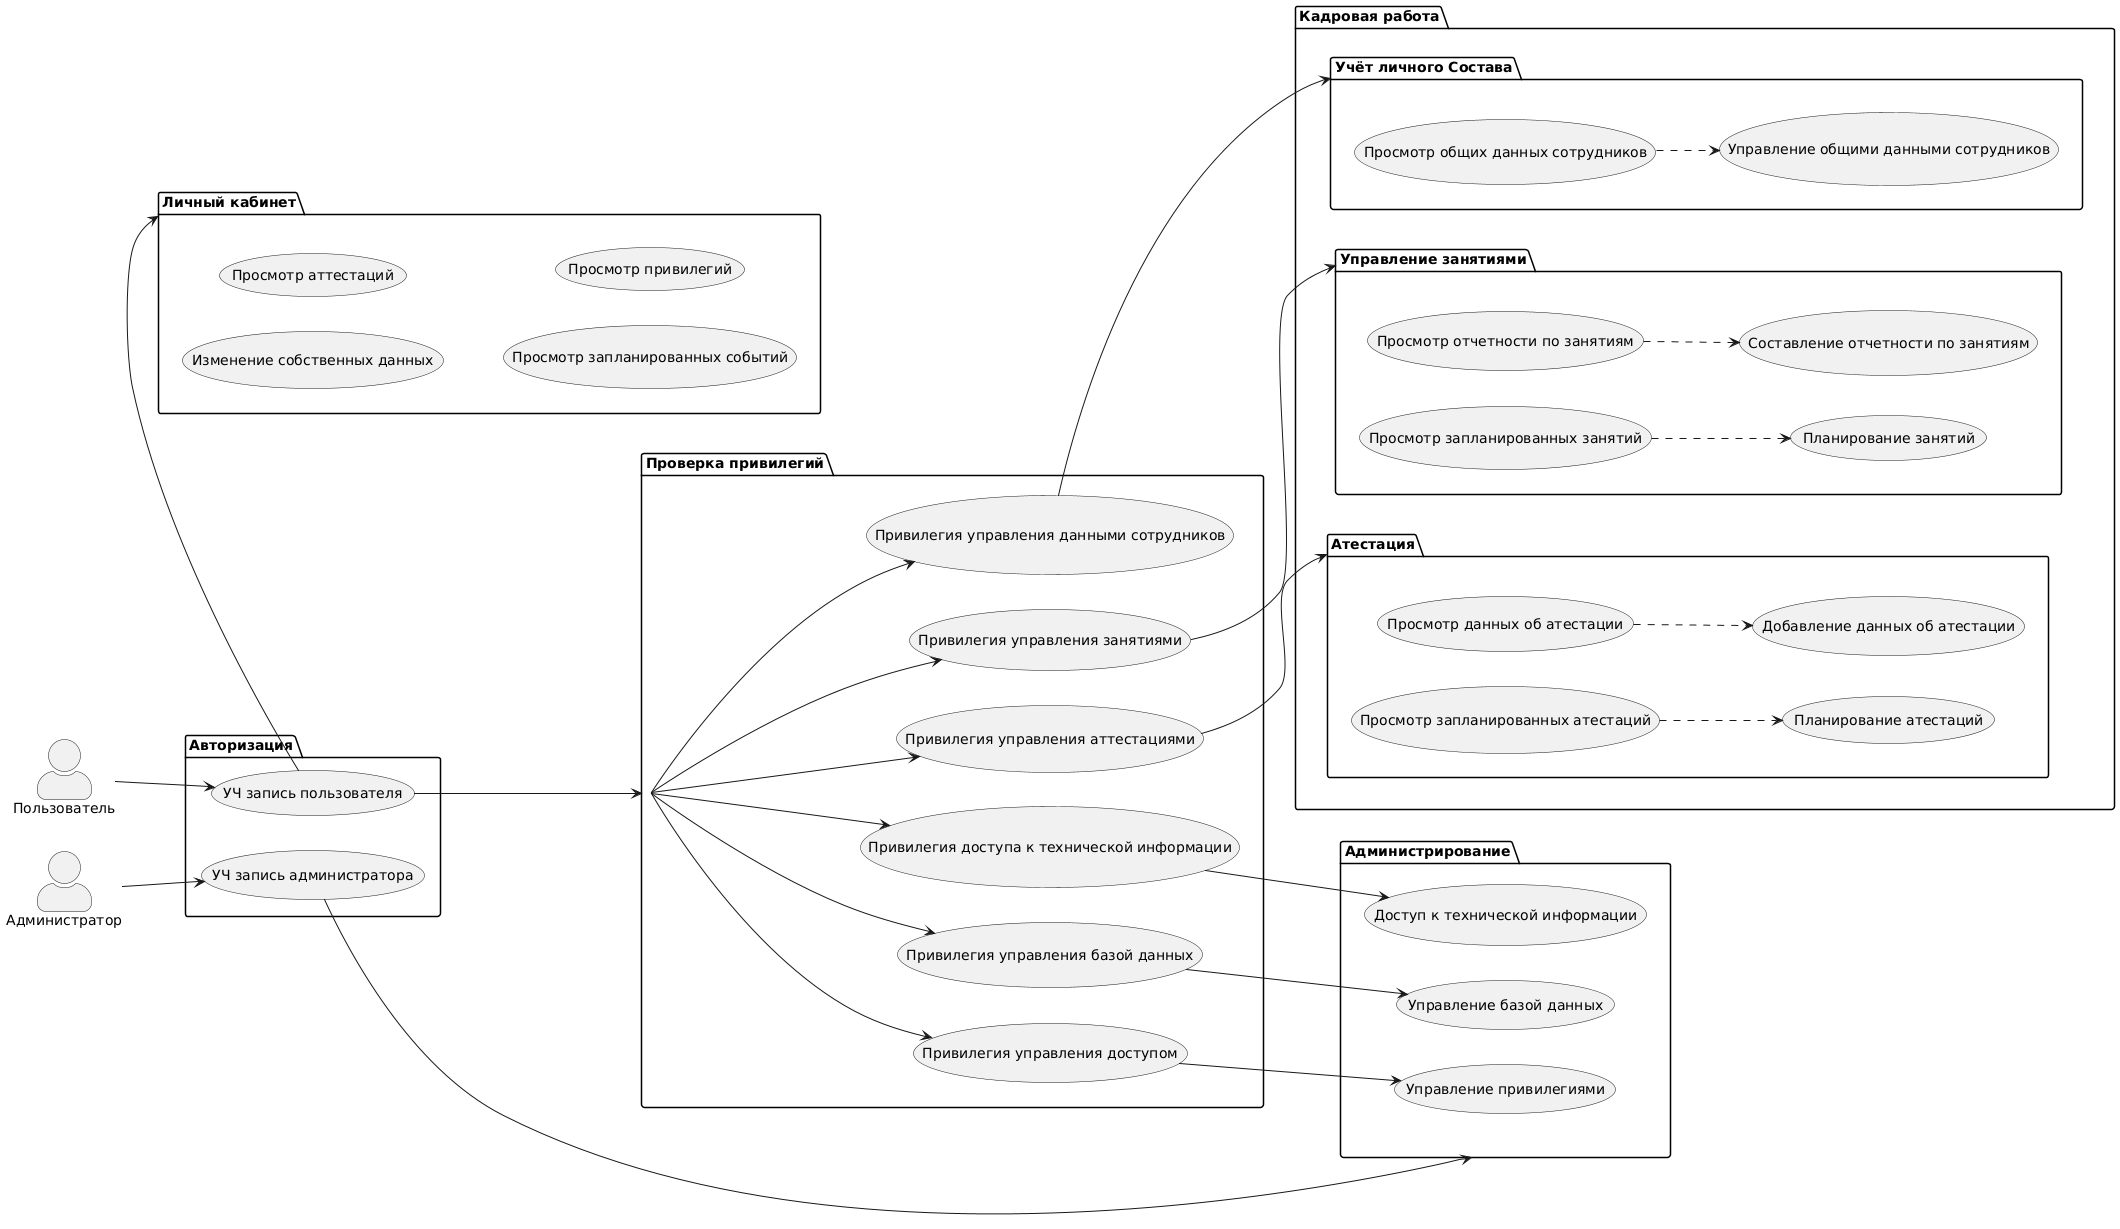 Кадровая работа
Учёт личного Состава
Просмотр общих данных сотрудников
Управление общими данными сотрудников
Личный кабинет
Просмотр аттестаций
Просмотр привилегий
Изменение собственных данных
Просмотр запланированных событий
Управление занятиями
Просмотр отчетности по занятиям
Составление отчетности по занятиям
Просмотр запланированных занятий
Планирование занятий
Проверка привилегий
Привилегия управления данными сотрудников
Привилегия управления занятиями
Привилегия управления аттестациями
Привилегия доступа к технической информации
Привилегия управления базой данных
Привилегия управления доступом
Атестация
Просмотр данных об атестации
Добавление данных об атестации
Просмотр запланированных атестаций
Планирование атестаций
Авторизация
УЧ запись пользователя
УЧ запись администратора
Пользователь
Администратор
Администрирование
Доступ к технической информации
Управление базой данных
Управление привилегиями